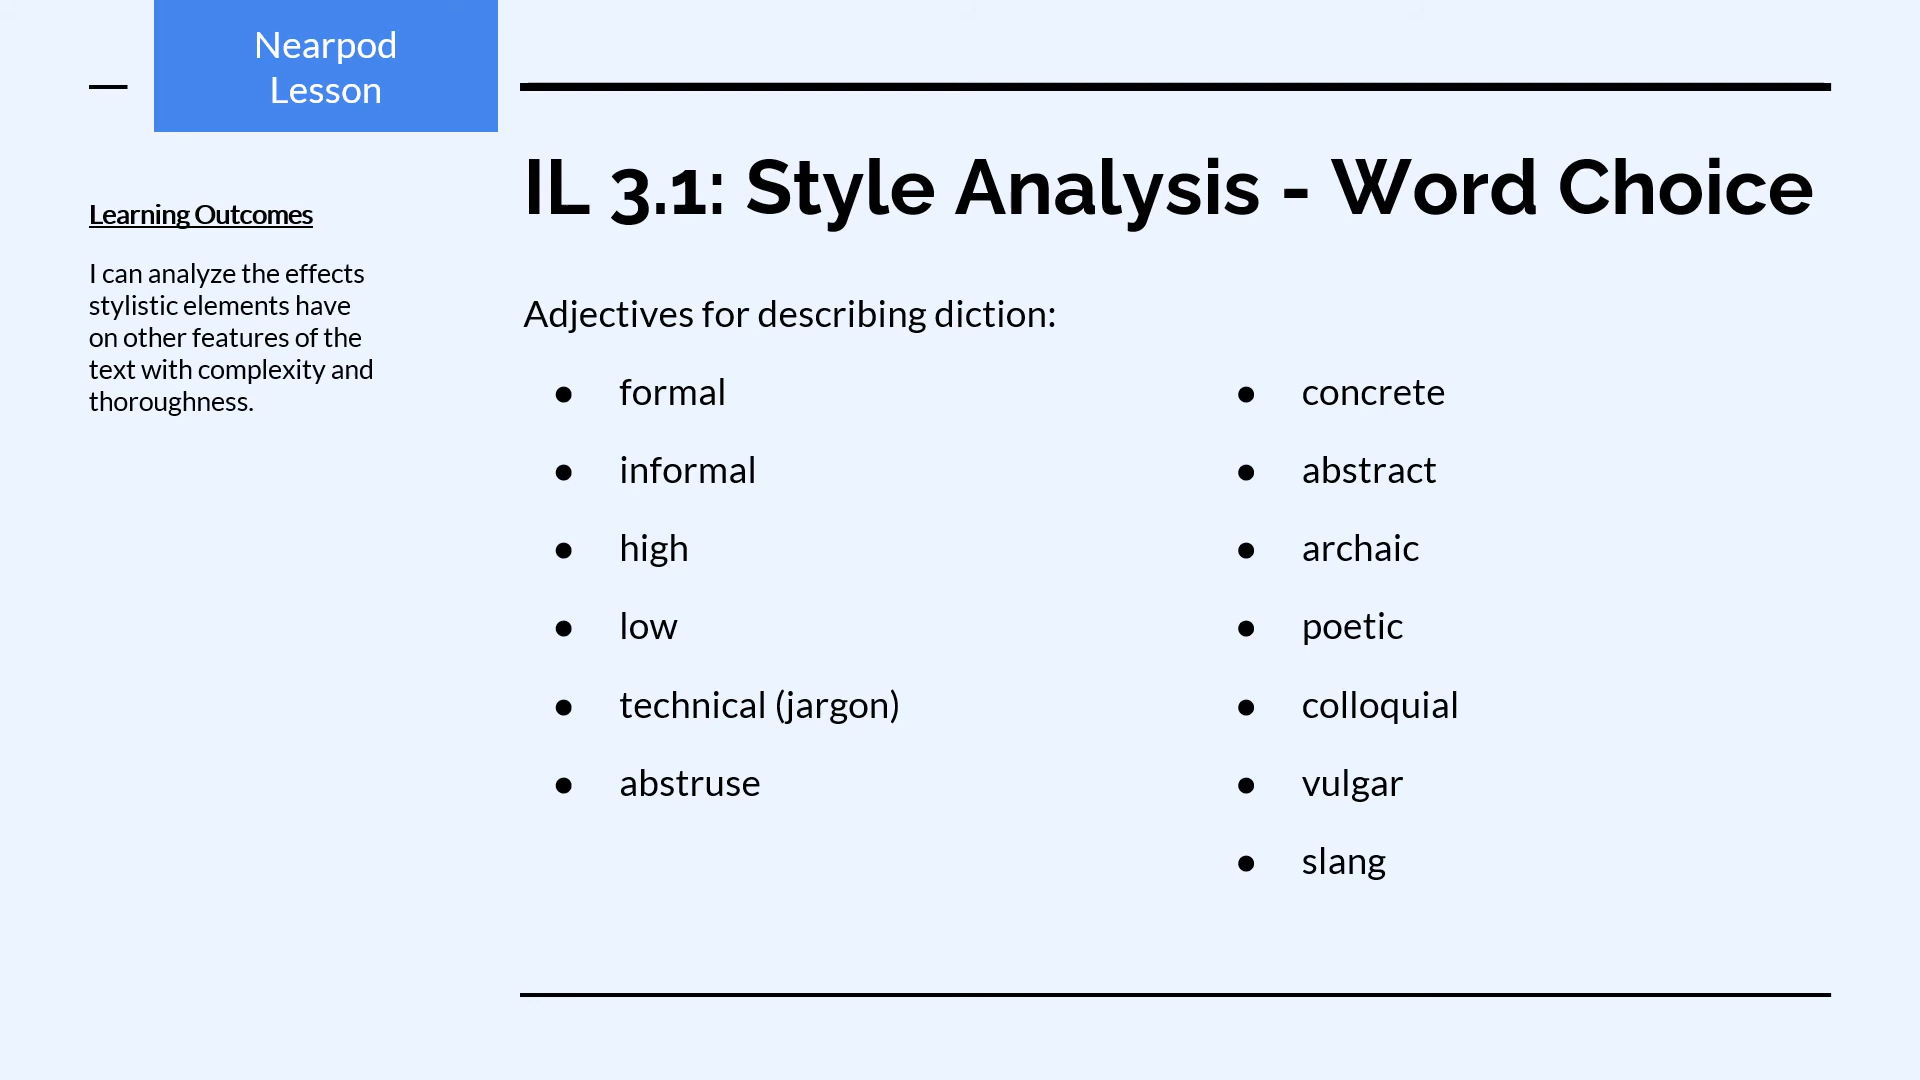 Nearpod
Lesson
Learning Outcomes
I can analyze the effects
stylistic elements have
on other features of the
text with complexity and
thoroughness.
IL 3.1: Style Analysis - Word Choice
Adjectives for describing diction:
● formal
● informal
● high
● low
● technical (jargon)
● abstruse
● concrete
● abstract
● archaic
● poetic
● colloquial
● vulgar
● slang